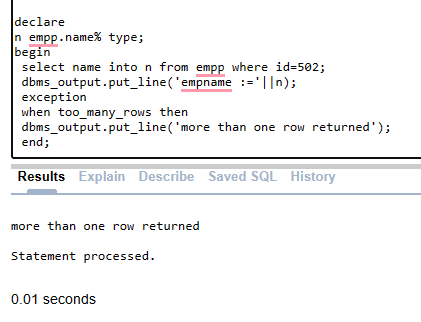 declare
n empp.name% type;
begin
select name into n from empp where id=502;
dbms_output.put_line('empname :='||n);
exception
when too_many_rows then
dbms_output.put_line('more than one row returned');
end;
Results Explain Describe Saved SQL History
more than one row returned
Statement processed.
0.01 seconds